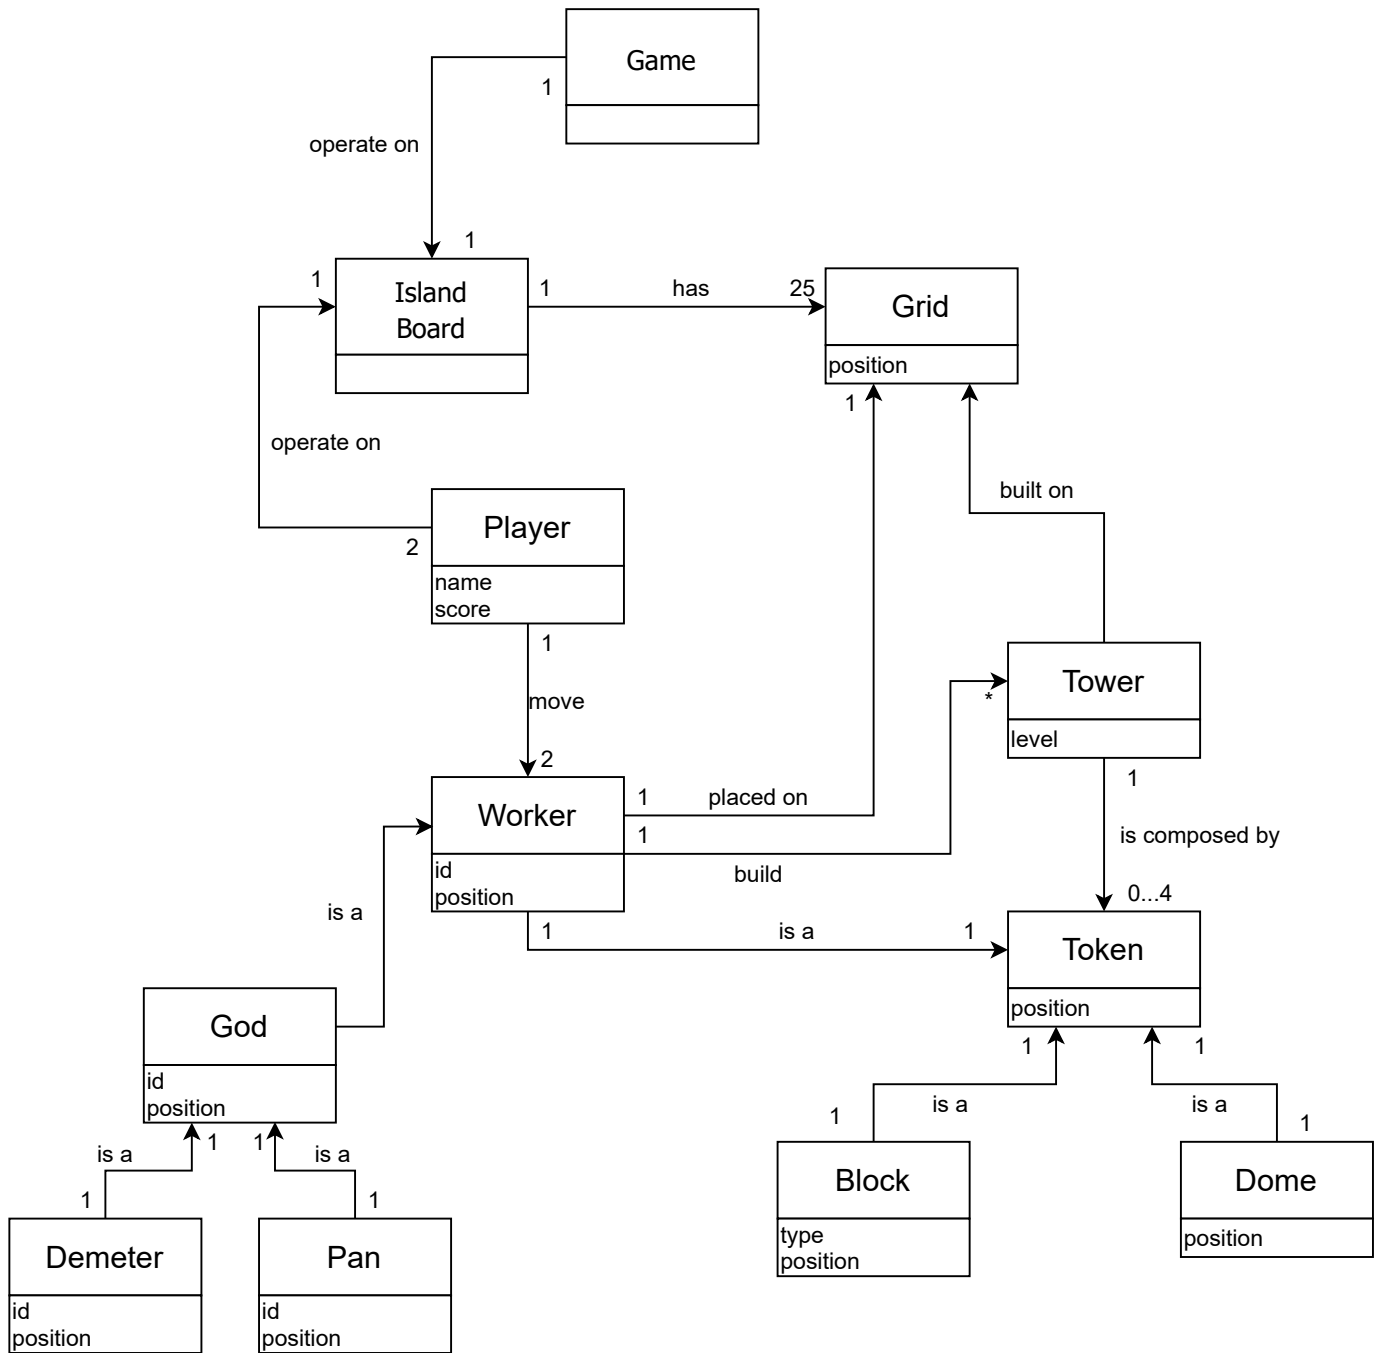 Game
1
operate on
1
1
Island
Board
1
has
25
Grid
position
1
operate on
built on
Player
2
name
score
1
move
2
Tower
*
level
1
Worker
1
placed on
1
build
is composed by
id
position
0...4
is a
1
is a
1
Token
position
God
id
position
1
1
is a
is a
1
1
1
1
is a
is a
1
1
Block
type
position
Dome
position
Demeter
id
position
Pan
id
position